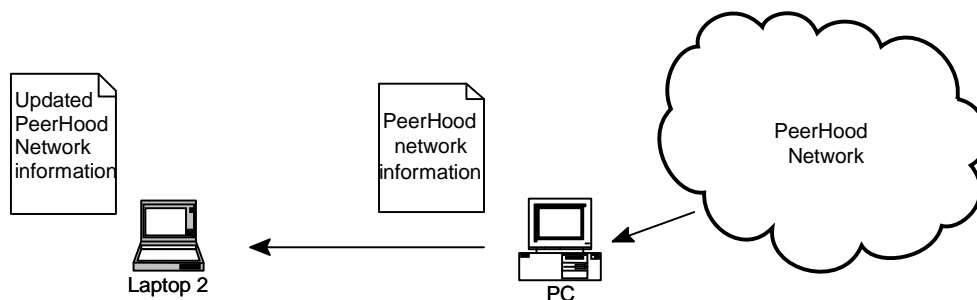 Updated
PeerHood
Network
information
PeerHood
network
information
PeerHood
Network
Laptop 2
PC